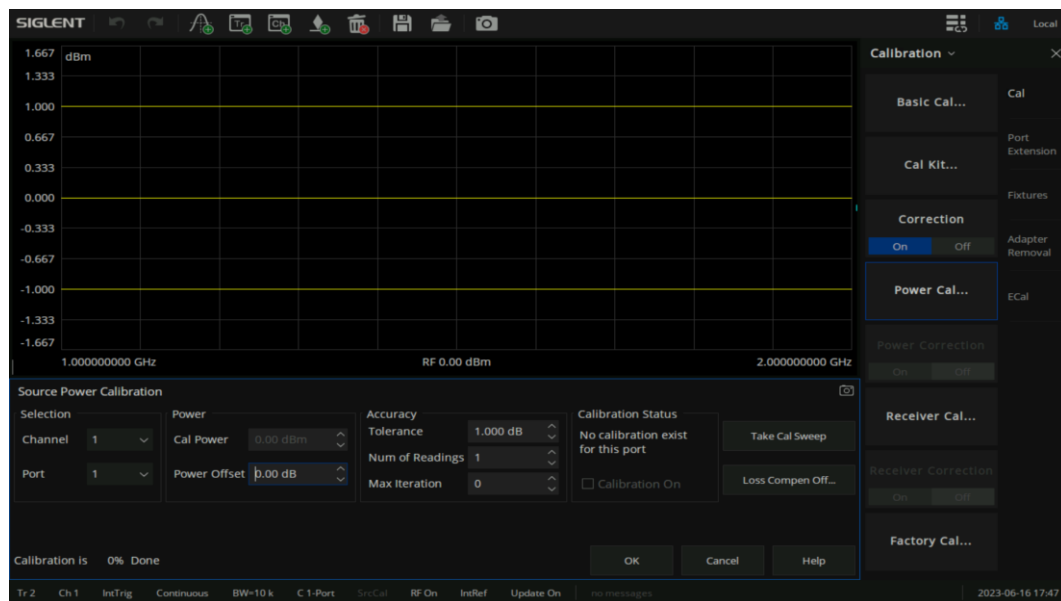 SIGLENT
Tr
Cb
Local
1.667 dBm
1.333
1.000
0.667
0.333
0.000
-0.333
-0.667
-1.000
-1.333
-1.667
1.000000000 GHz RF 0.00 dBm 2.000000000 GHz
Calibration
Basic Cal...
Cal Kit...
Correction
On Off
Power Cal...
Power Correction
On Off
Receiver Cal...
Receiver Correction
On Off
Factory Cal...
Cal
Port
Extension
Fixtures
Adapter
Removal
ECal
Source Power Calibration
Selection
Channel 1
Port 1
Power
Cal Power 0.00 dBm
Power Offset 0.00 dB
Accuracy
Tolerance 1.000 dB
Num of Readings 1
Max Iteration 0
Calibration Status
No calibration exist
for this port
Calibration On
Take Cal Sweep
Loss Compen Off...
Calibration is 0% Done
OK Cancel Help
Tr 2 Ch 1 IntTrig Continuous BW=10 k C 1-Port SrcCal RF On IntRef Update On no messages 2023-06-16 17:47